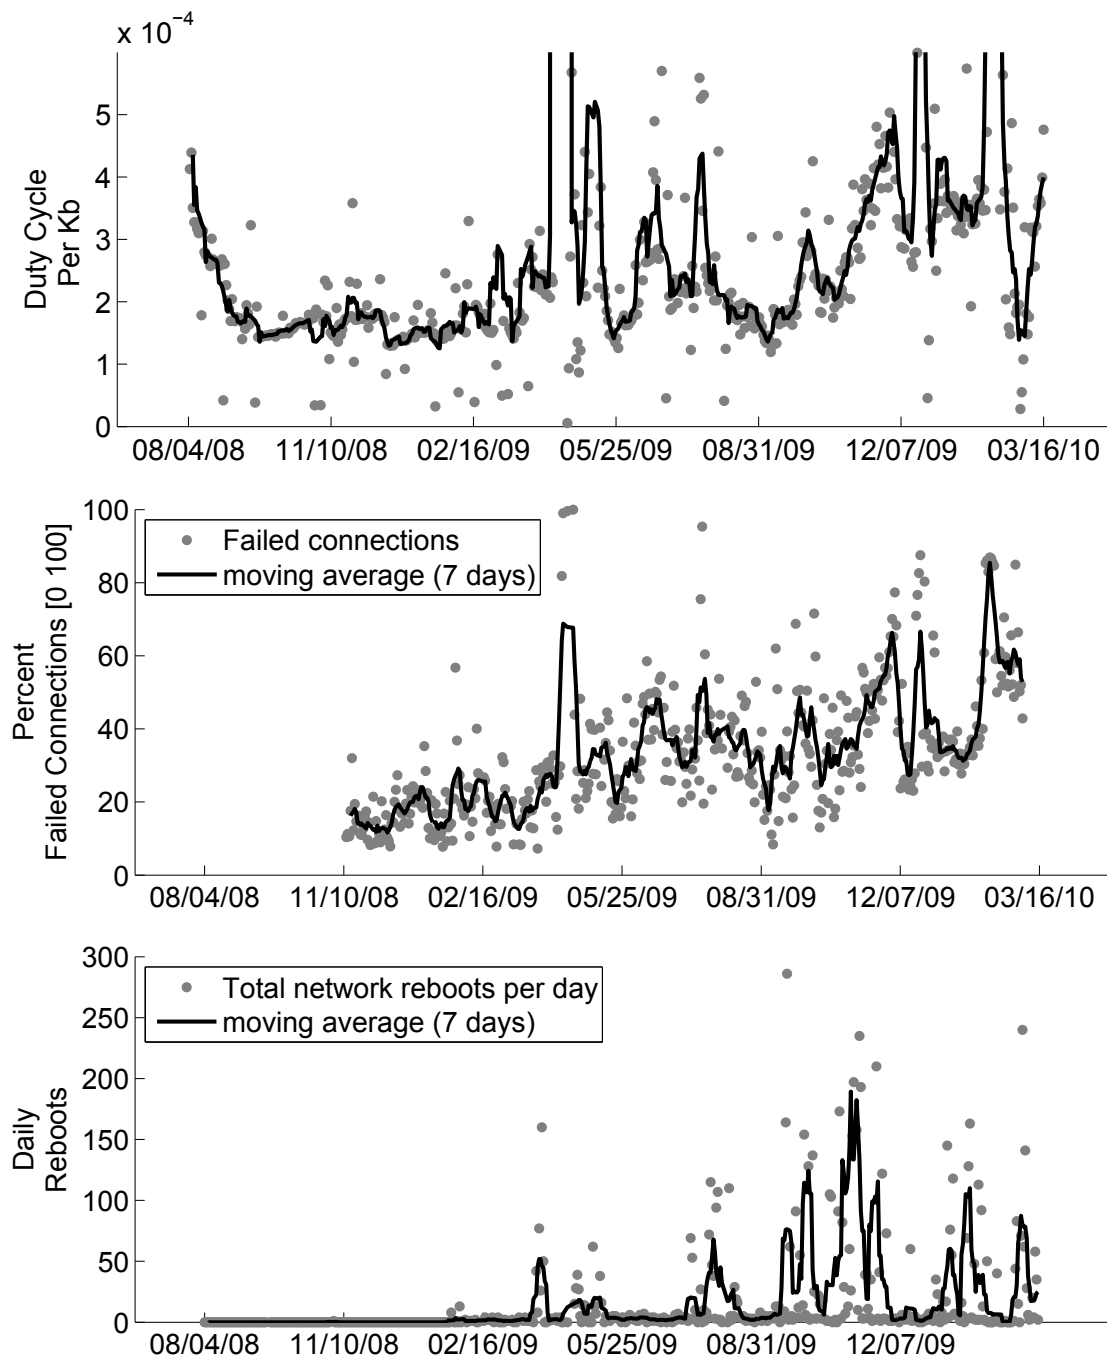 x 10−4
5
4
3
2
1
0
Duty Cycle
Per Kb
08/04/08 11/10/08 02/16/09 05/25/09 08/31/09 12/07/09 03/16/10
100
80
60
40
20
0
Percent
Failed Connections [0 100]
Failed connections
moving average (7 days)
08/04/08 11/10/08 02/16/09 05/25/09 08/31/09 12/07/09 03/16/10
300
250
200
150
100
50
0
Daily
Reboots
Total network reboots per day
moving average (7 days)
08/04/08 11/10/08 02/16/09 05/25/09 08/31/09 12/07/09